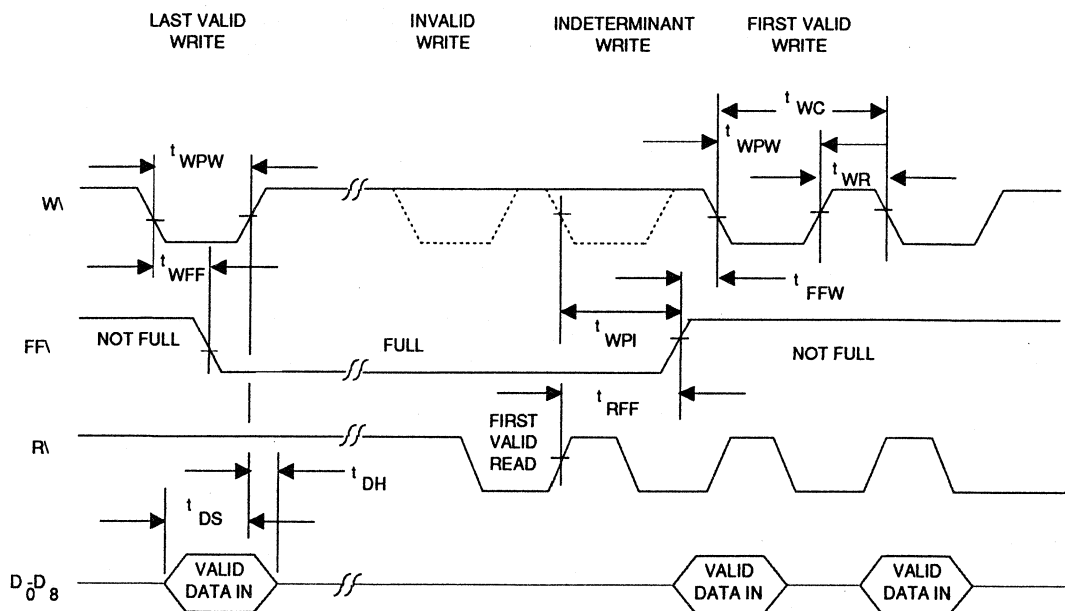 LAST VALID WRITE
INVALID WRITE
INDETERMINANT WRITE
FIRST VALID WRITE
t WC
t WPW
t WPW
t WR
W\
t WFF
t FFW
t WPI
NOT FULL
FULL
NOT FULL
FF\
t RFF
FIRST VALID READ
R\
t DH
t DS
D0-D8
VALID DATA IN
VALID DATA IN
VALID DATA IN